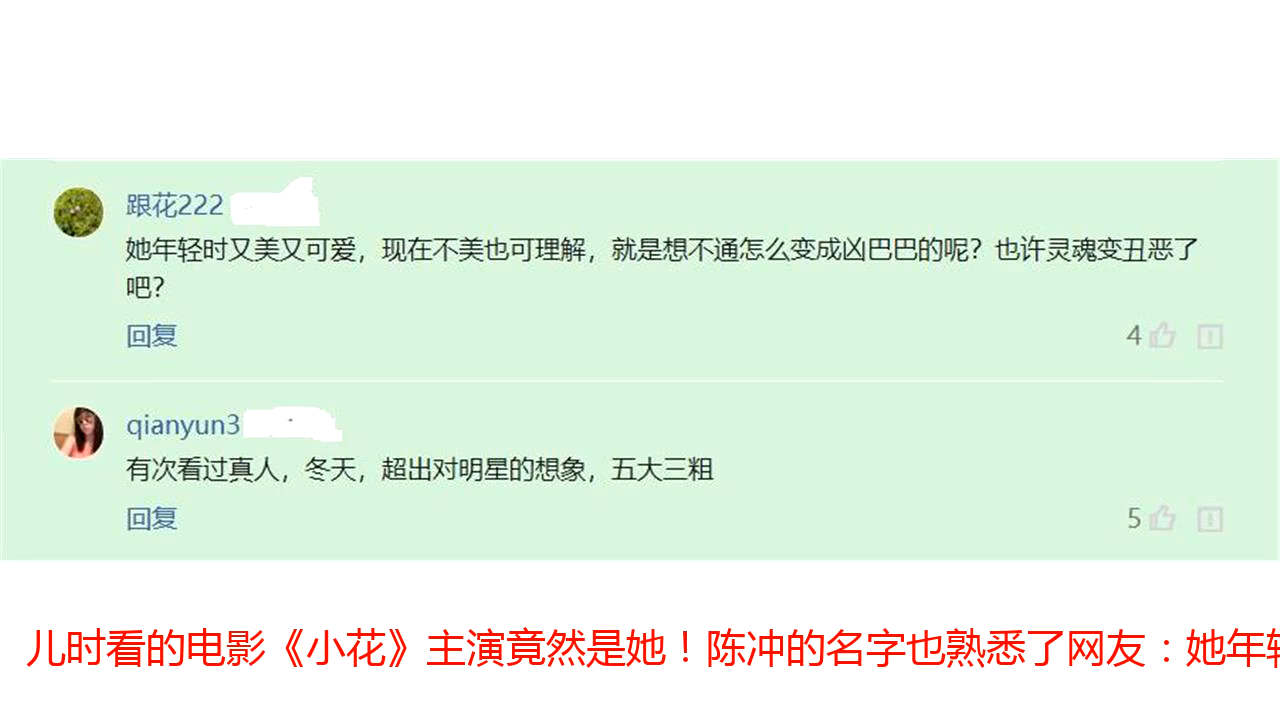 跟花222
她年轻时又美又可爱，现在不美也可理解，就是想不通怎么变成凶巴巴的呢？也许灵魂变丑恶了
吧？
回复
4
qianyun3
有次看过真人，冬天，超出对明星的想象，五大三粗
回复
5
儿时看的电影《小花》主演竟然是她！陈冲的名字也熟悉了网友：她年